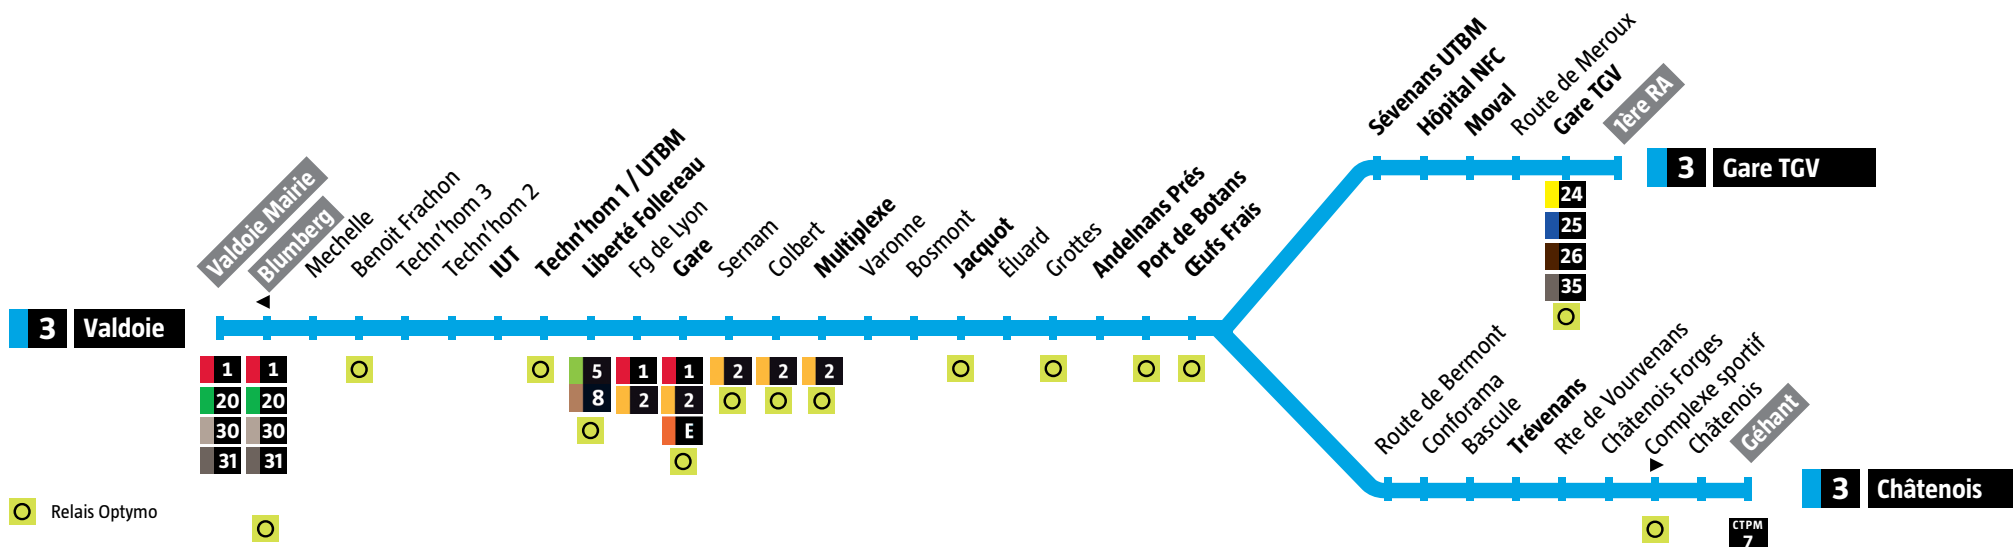 3 Valdoie
Valdoie Mairie
Blumberg
Mechelle
Benoit Frachon
Techn'hom 3
Techn'hom 2
IUT
Techn'hom 1 / UTBM
Liberté Follereau
Fg de Lyon
Gare
Sernam
Colbert
Multiplexe
Varonne
Bosmont
Jacquot
Éluard
Grottes
Andelnans Prés
Port de Botans
Œufs Frais
1
20
30
31
1
20
30
31
5
8
1
2
1
2
E
2
2
2
Sévenans UTBM
Hôpital NFC
Moval
Route de Meroux
Gare TGV
1ère RA
3 Gare TGV
24
25
26
35
Route de Bermont
Conforama
Bascule
Trévenans
Rte de Vourvenans
Châtenois Forges
Complexe sportif
Châtenois
Géhant
3 Châtenois
CTPM
7
Relais Optymo